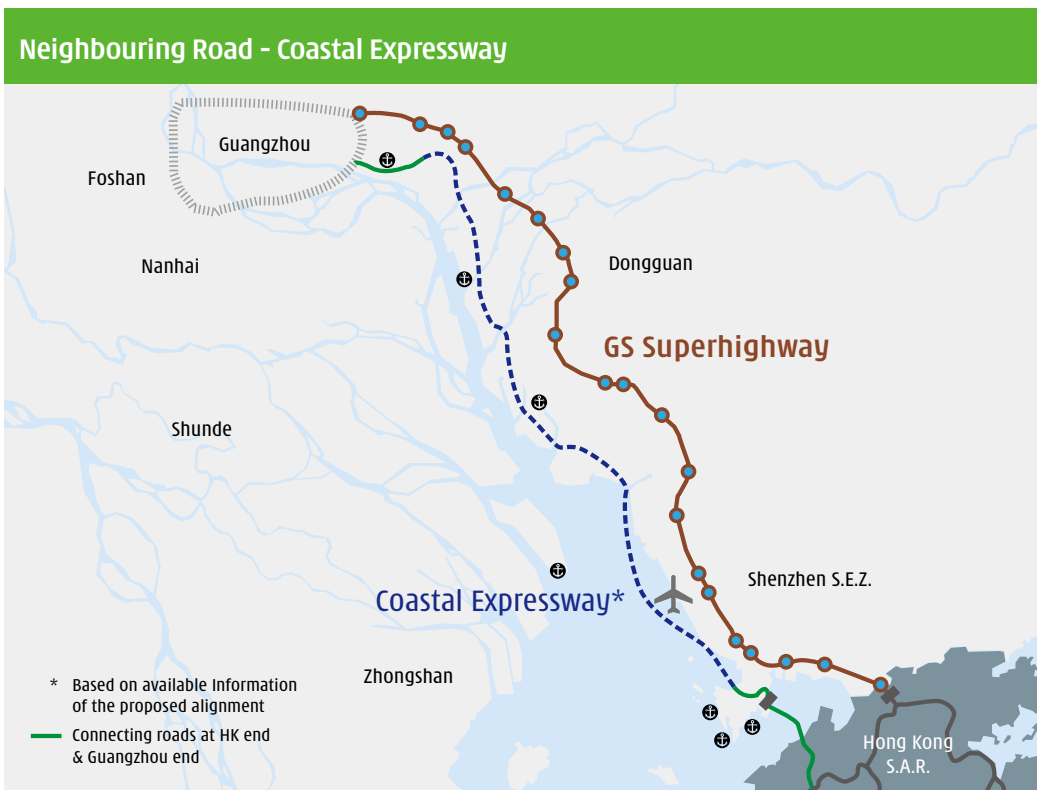 Neighbouring Road - Coastal Expressway
Guangzhou
Foshan
Nanhai
Dongguan
GS Superhighway
Shunde
Shenzhen S.E.Z.
Coastal Expressway*
Zhongshan
* Based on available Information
of the proposed alignment
Connecting roads at HK end
& Guangzhou end
Hong Kong
S.A.R.